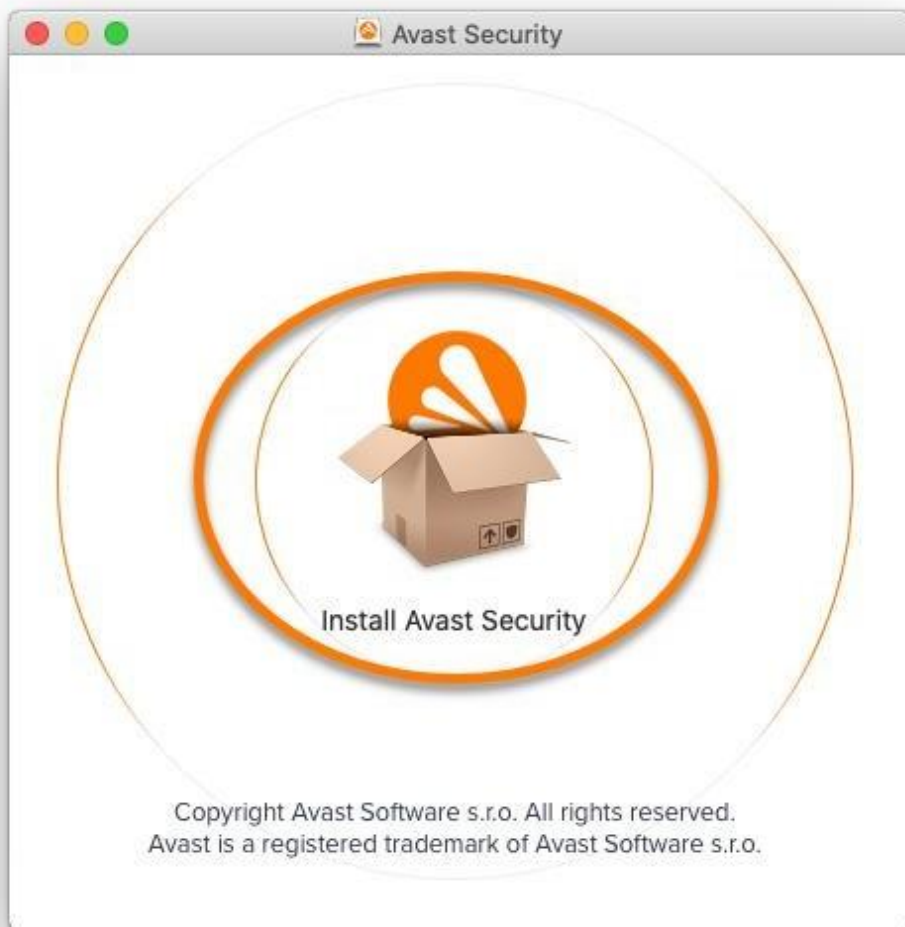 Avast Security
Install Avast Security
Copyright Avast Software s.r.o. All rights reserved.
Avast is a registered trademark of Avast Software s.r.o.